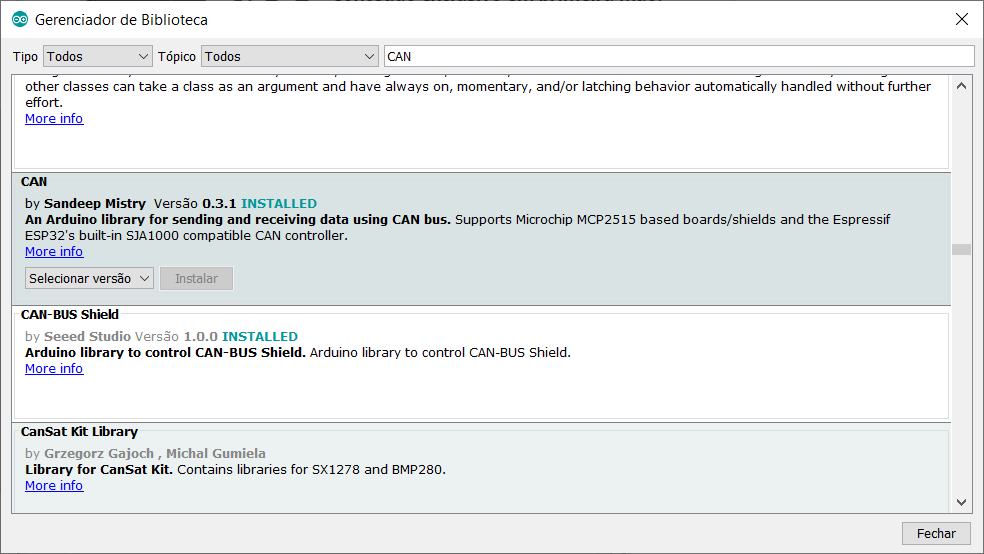 Gerenciador de Biblioteca
Tipo Todos Tópico Todos CAN
other classes can take a class as an argument and have always on, momentary, and/or latching behavior automatically handled without further
effort.
More info
CAN
by Sandeep Mistry Versão 0.3.1 INSTALLED
An Arduino library for sending and receiving data using CAN bus. Supports Microchip MCP2515 based boards/shields and the Espressif
ESP32's built-in SJA1000 compatible CAN controller.
More info
Selecionar versão Instalar
CAN-BUS Shield
by Seeed Studio Versão 1.0.0 INSTALLED
Arduino library to control CAN-BUS Shield. Arduino library to control CAN-BUS Shield.
More info
CanSat Kit Library
by Grzegorz Gajoch , Michal Gumiela
Library for CanSat Kit. Contains libraries for SX1278 and BMP280.
More info
Fechar